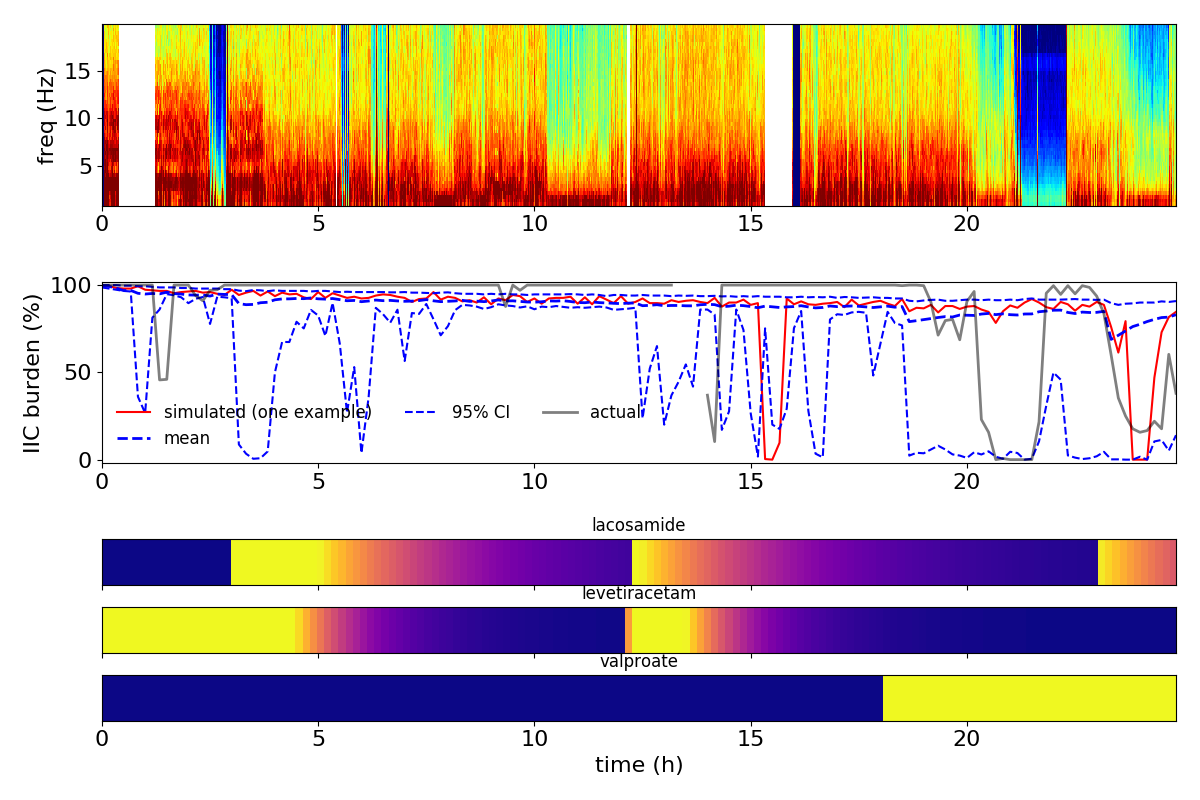 freq (Hz)
15
10
5
0 5 10 15 20
IIC burden (%)
100
50
0
simulated (one example) 95% CI actual
mean
0 5 10 15 20
lacosamide
levetiracetam
valproate
0 5 10 15 20
time (h)